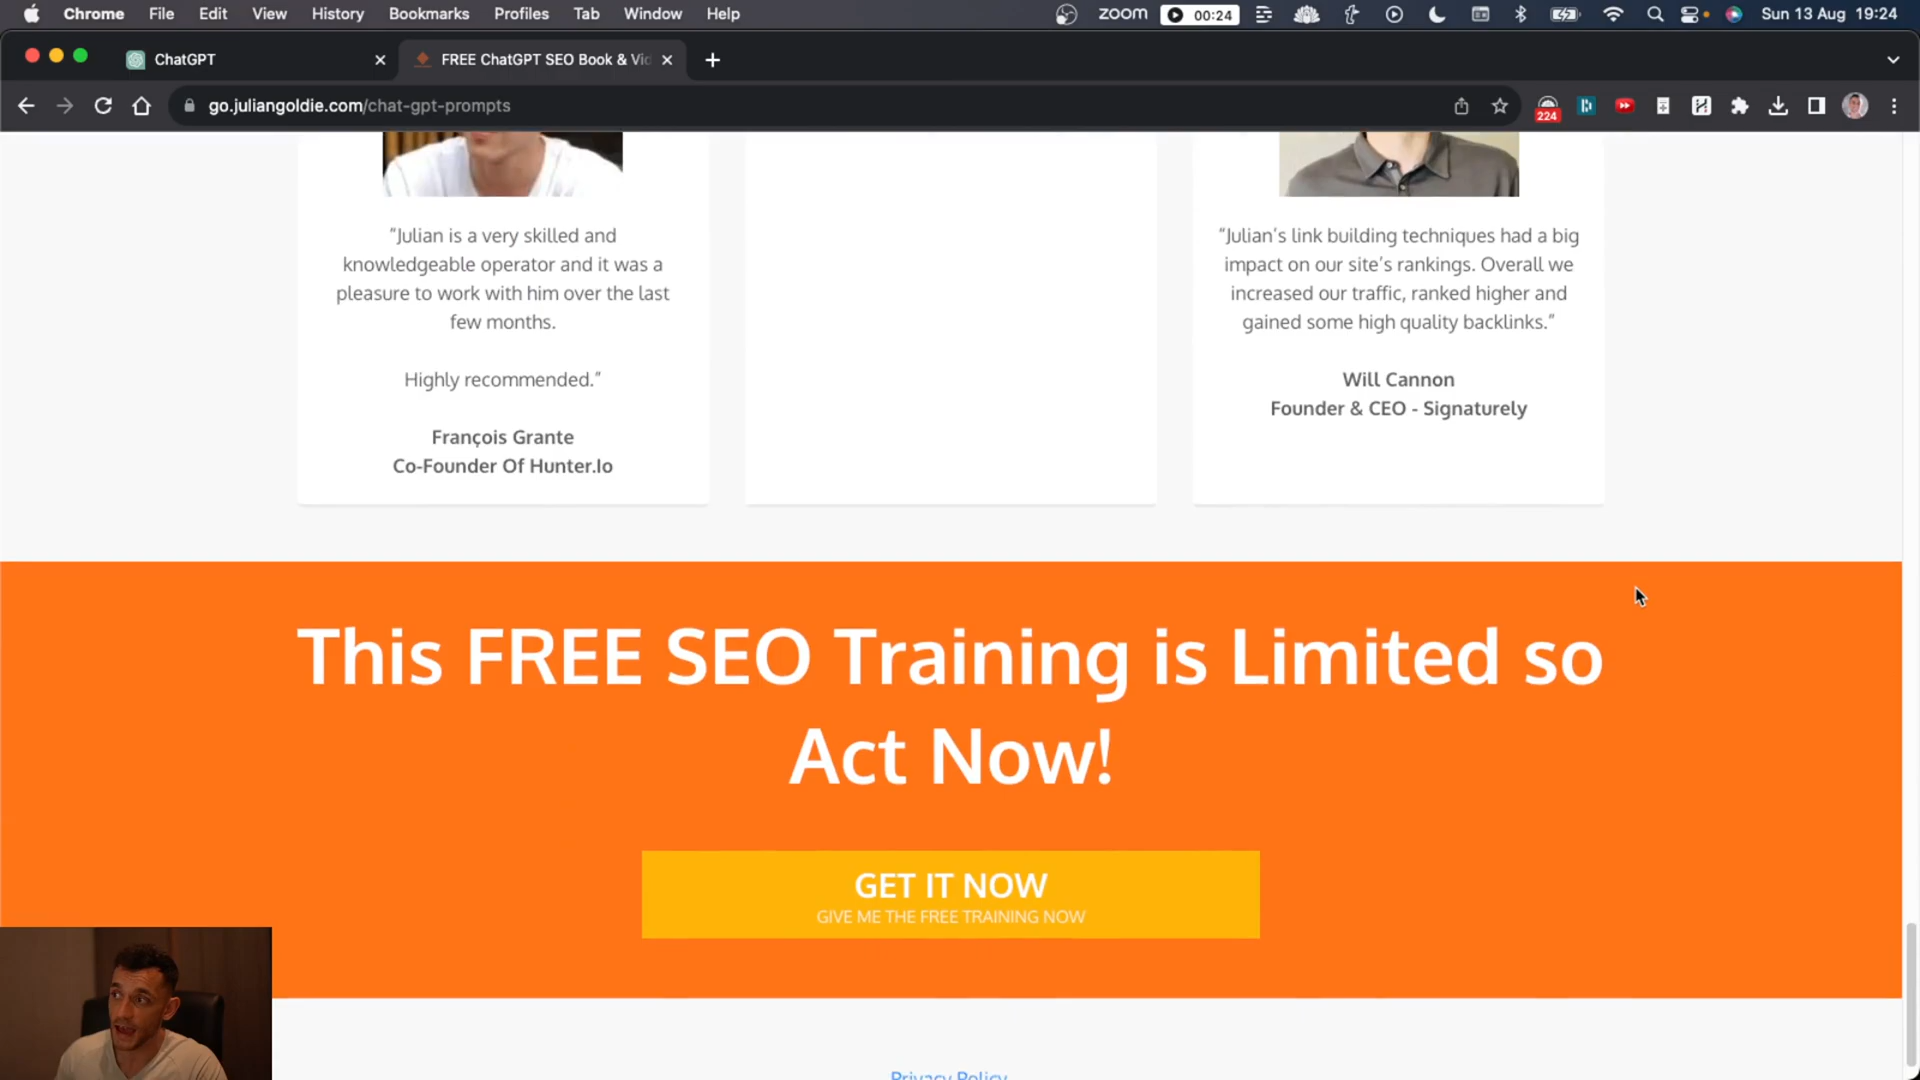 Chrome File Edit View History Bookmarks Profiles Tab Window Help
zoom 00:24 Sun 13 Aug 19:24
ChatGPT
FREE ChatGPT SEO Book & Vid
go.juliangoldie.com/chat-gpt-prompts
224
“Julian is a very skilled and
knowledgeable operator and it was a
pleasure to work with him over the last
few months.
Highly recommended.”
François Grante
Co-Founder Of Hunter.Io
“Julian’s link building techniques had a big
impact on our site’s rankings. Overall we
increased our traffic, ranked higher and
gained some high quality backlinks.”
Will Cannon
Founder & CEO - Signaturely
This FREE SEO Training is Limited so
Act Now!
GET IT NOW
GIVE ME THE FREE TRAINING NOW
Privacy Policy